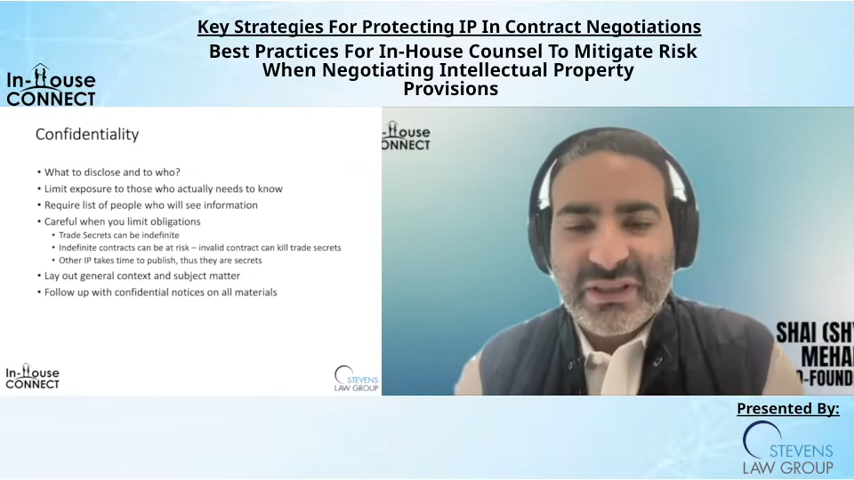 Key Strategies For Protecting IP In Contract Negotiations
Best Practices For In-House Counsel To Mitigate Risk
When Negotiating Intellectual Property
Provisions
In-House
CONNECT
Confidentiality
• What to disclose and to who?
• Limit exposure to those who actually needs to know
• Require list of people who will see information
• Careful when you limit obligations
• Trade Secrets can be indefinite
• Indefinite contracts can be at risk – invalid contract can kill trade secrets
• Other IP takes time to publish, thus they are secrets
• Lay out general context and subject matter
• Follow up with confidential notices on all materials
In-House
CONNECT
STEVENS
LAW GROUP
-House
ONNECT
SHAI (SH
MEHA
O-FOUND
Presented By:
STEVENS
LAW GROUP